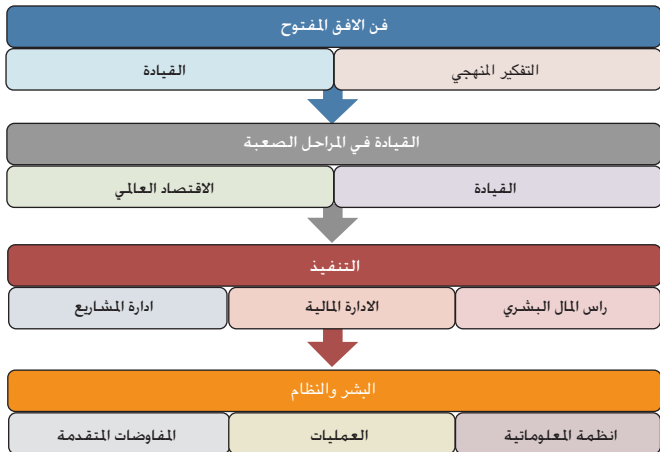 فن الافق المفتوح
التفكير المنهجي
القيادة
القيادة في المراحل الصعبة
القيادة
الاقتصاد العالمي
التنفيذ
راس المال البشري
الادارة المالية
ادارة المشاريع
البشر والنظام
انظمة المعلوماتية
العمليات
المفاوضات المتقدمة